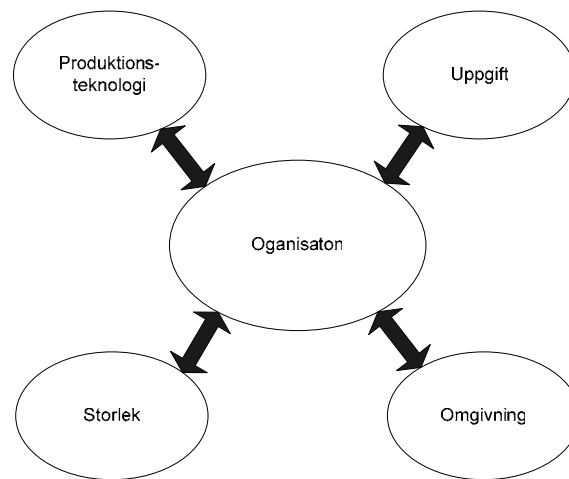 Produktions-
teknologi
Uppgift
Oganisaton
Storlek
Omgivning